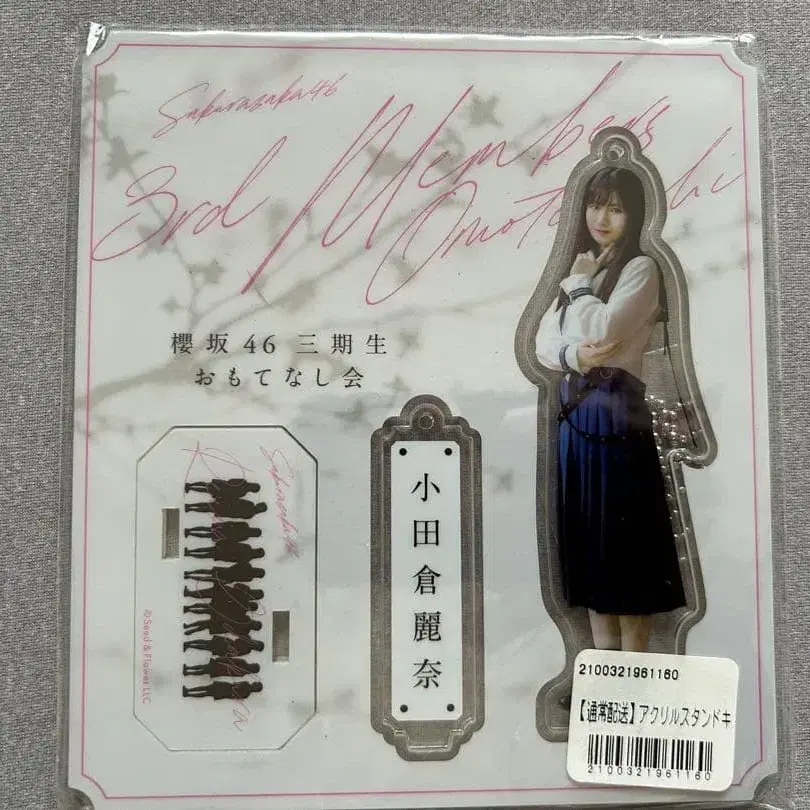 Sakurazaka46
3rd Members
櫻坂46 三期生
おもてなし会
小田倉麗奈
© Seed & Flower LLC
2100321961160
【通常配送】アクリルスタンドキ
2100321961160